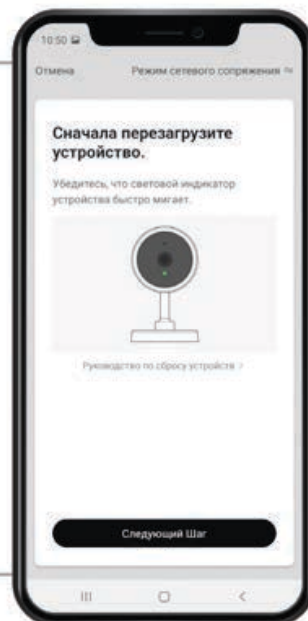 10:50
Отмена Режим сетевого сопряжения
Сначала перезагрузите
устройство.
Убедитесь, что световой индикатор
устройства быстро мигает.
Руководство по сбросу устройств >
Следующий Шаг